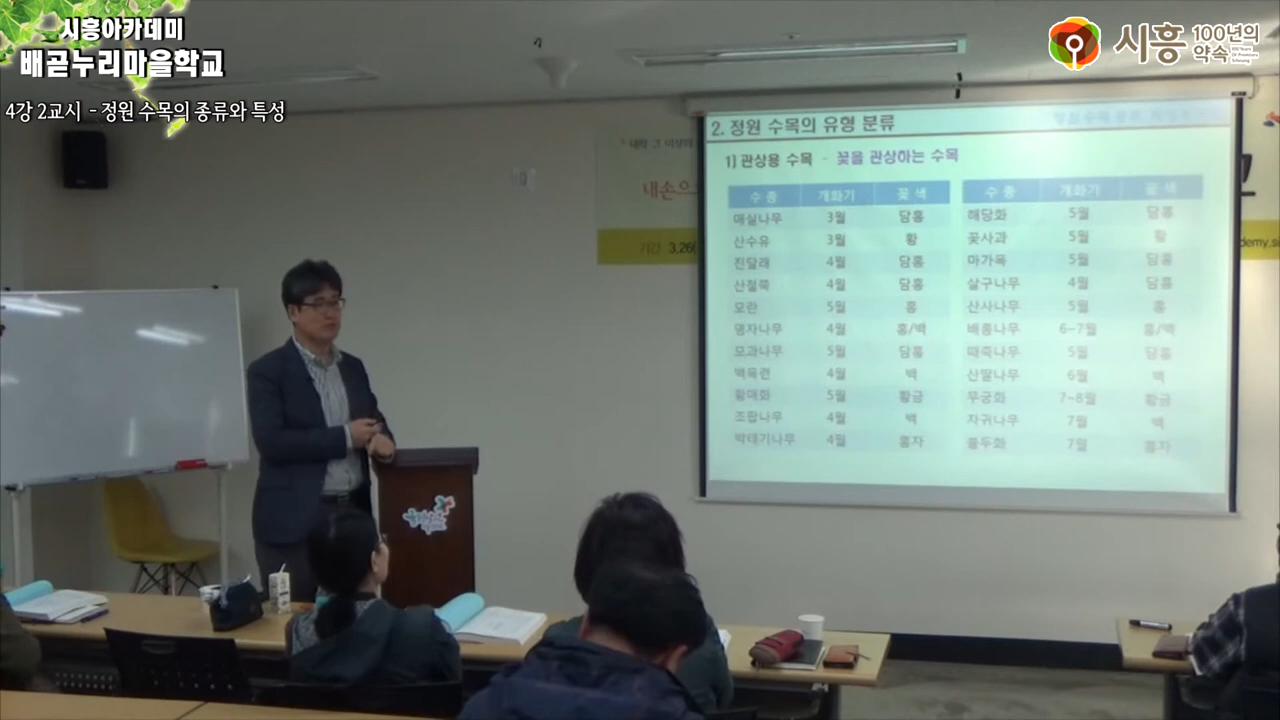 시흥아카데미
배곧누리마을학교
4강 2교시 - 정원 수목의 종류와 특성
시흥 100년의 약속
내손으
기간 3.26(
demy.s
2. 정원 수목의 유형 분류
1) 관상용 수목 - 꽃을 관상하는 수목
수 종 개화기 꽃 색
매실나무 3월 담홍
산수유 3월 황
진달래 4월 담홍
산철쭉 4월 담홍
모란 5월 홍
명자나무 4월 홍/백
모과나무 5월 담홍
백목련 4월 백
황매화 5월 황금
조팝나무 4월 백
박태기나무 4월 홍자
수 종 개화기 꽃 색
해당화 5월 담홍
꽃사과 5월 황
마가목 5월 담홍
살구나무 4월 담홍
산사나무 5월 홍
배롱나무 6~7월 홍/백
때죽나무 5월 담홍
산딸나무 6월 백
무궁화 7~8월 황금
자귀나무 7월 백
불두화 7월 홍자